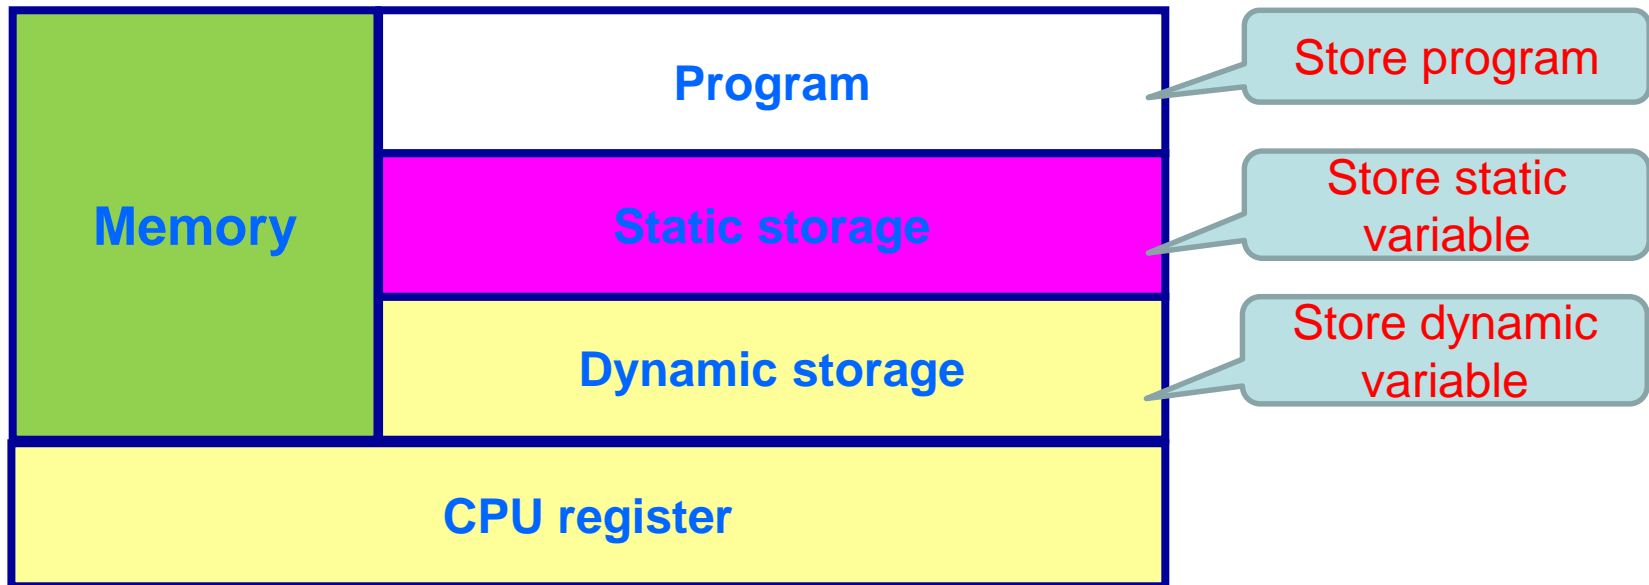 Memory
Program
Store program
Static storage
Store static
variable
Dynamic storage
Store dynamic
variable
CPU register